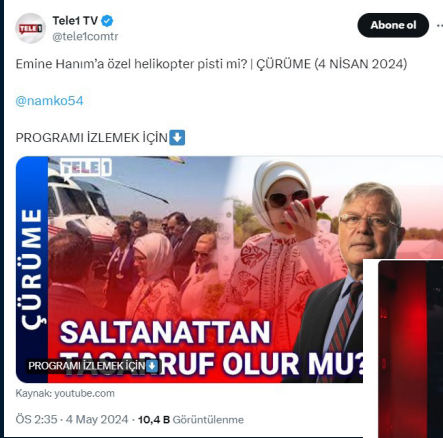 Tele1 TV
@tele1comtr
Abone ol
Emine Hanım'a özel helikopter pisti mi? | ÇÜRÜME (4 NİSAN 2024)
@namko54
PROGRAMI İZLEMEK İÇİN⬇️
TELE1
ÇÜRÜME
SALTANATTAN
TASARRUF OLUR MU?
PROGRAMI İZLEMEK İÇİN⬇️
Kaynak: youtube.com
ÖS 2:35 · 4 May 2024 · 10,4 B Görüntülenme